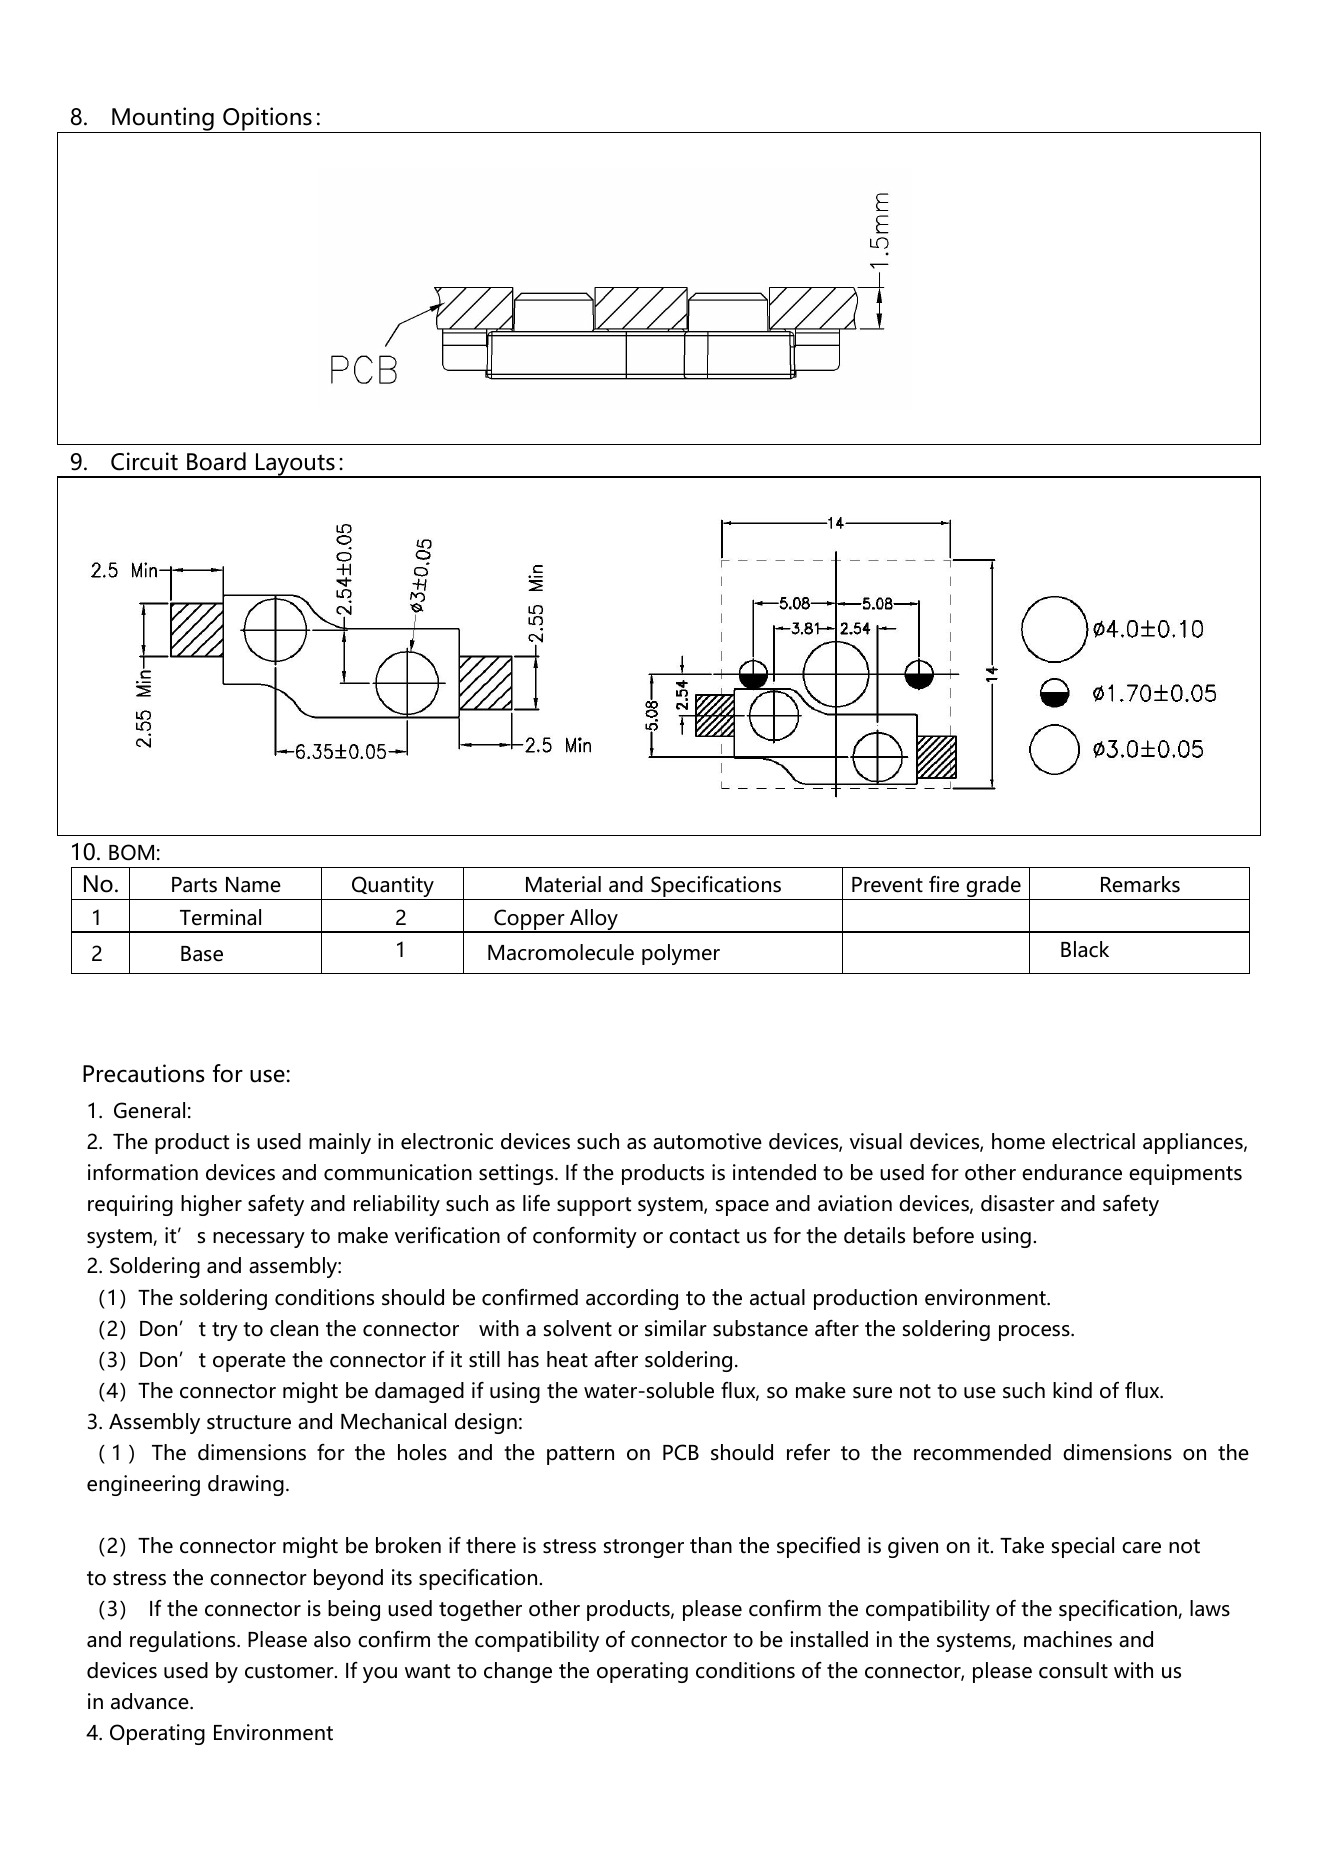 8. Mounting Opitions：
1.5mm
PCB
9. Circuit Board Layouts：
2.5 Min
2.55 Min
2.54±0.05
ø3±0.05
2.55 Min
6.35±0.05
2.5 Min
14
5.08
5.08
3.81
2.54
14
5.08
2.54
ø4.0±0.10
ø1.70±0.05
ø3.0±0.05
10. BOM:
No. Parts Name Quantity Material and Specifications Prevent fire grade Remarks
1 Terminal 2 Copper Alloy
2 Base 1 Macromolecule polymer Black
Precautions for use:
1. General:
2. The product is used mainly in electronic devices such as automotive devices, visual devices, home electrical appliances,
information devices and communication settings. If the products is intended to be used for other endurance equipments
requiring higher safety and reliability such as life support system, space and aviation devices, disaster and safety
system, it’ s necessary to make verification of conformity or contact us for the details before using.
2. Soldering and assembly:
（1）The soldering conditions should be confirmed according to the actual production environment.
（2）Don’ t try to clean the connector with a solvent or similar substance after the soldering process.
（3）Don’ t operate the connector if it still has heat after soldering.
（4）The connector might be damaged if using the water-soluble flux, so make sure not to use such kind of flux.
3. Assembly structure and Mechanical design:
（1） The dimensions for the holes and the pattern on PCB should refer to the recommended dimensions on the
engineering drawing.
（2）The connector might be broken if there is stress stronger than the specified is given on it. Take special care not
to stress the connector beyond its specification.
（3） If the connector is being used together other products, please confirm the compatibility of the specification, laws
and regulations. Please also confirm the compatibility of connector to be installed in the systems, machines and
devices used by customer. If you want to change the operating conditions of the connector, please consult with us
in advance.
4. Operating Environment